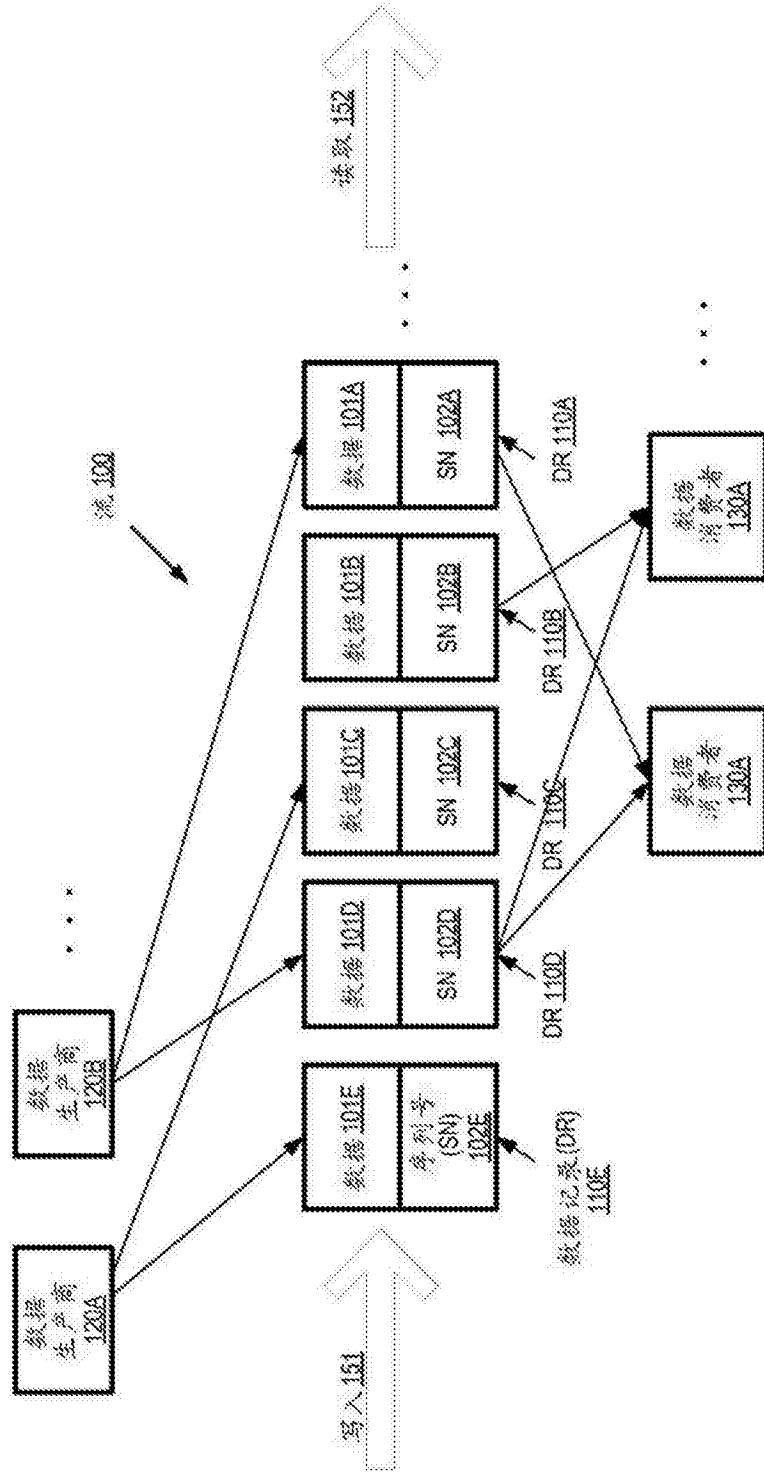 数据
生产商
120A
数据
生产商
120B
流 100
写入 151
数据 101E
序列号
(SN)
102E
数据记录(DR)
110E
数据 101D
SN 102D
DR 110D
数据 101C
SN 102C
DR 110C
数据 101B
SN 102B
DR 110B
数据 101A
SN 102A
DR 110A
读取 152
数据
消费者
130A
数据
消费者
130A